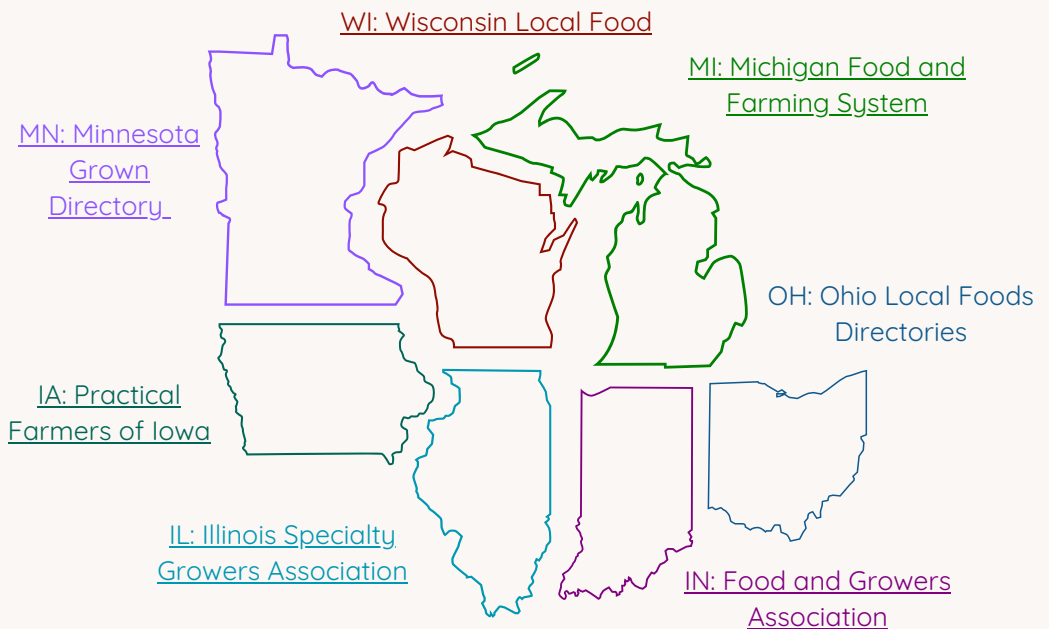 WI: Wisconsin Local Food
MI: Michigan Food and
Farming System
MN: Minnesota
Grown
Directory
OH: Ohio Local Foods
Directories
IA: Practical
Farmers of Iowa
IL: Illinois Specialty
Growers Association
IN: Food and Growers
Association